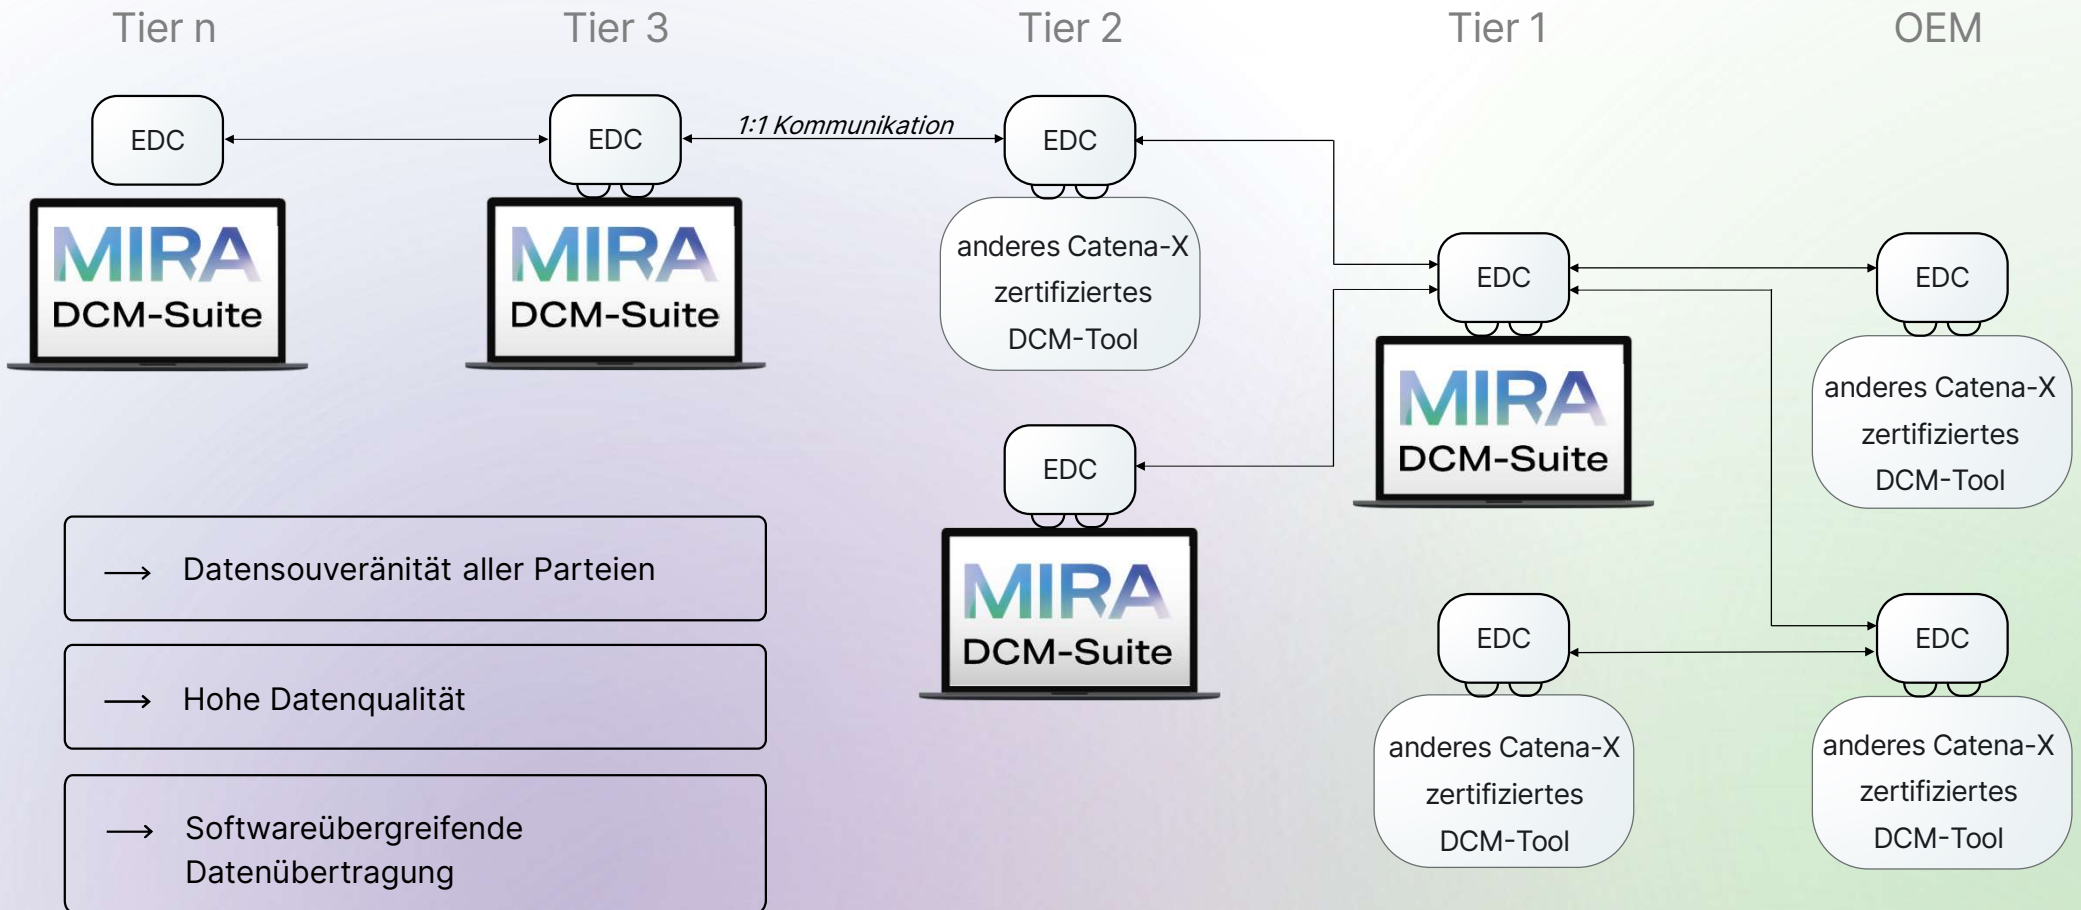 Tier n
Tier 3
Tier 2
Tier 1
OEM
EDC
EDC
1:1 Kommunikation
EDC
MIRA
DCM-Suite
MIRA
DCM-Suite
anderes Catena-X
zertifiziertes
DCM-Tool
EDC
MIRA
DCM-Suite
EDC
anderes Catena-X
zertifiziertes
DCM-Tool
EDC
MIRA
DCM-Suite
EDC
anderes Catena-X
zertifiziertes
DCM-Tool
EDC
anderes Catena-X
zertifiziertes
DCM-Tool
Datensouveränität aller Parteien
Hohe Datenqualität
Softwareübergreifende
Datenübertragung